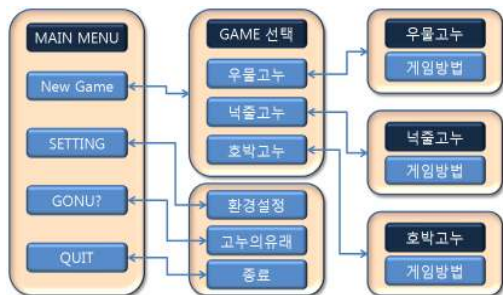 MAIN MENU
New Game
SETTING
GONU?
QUIT
GAME 선택
우물고누
넉줄고누
호박고누
환경설정
고누의유래
종료
우물고누
게임방법
넉줄고누
게임방법
호박고누
게임방법